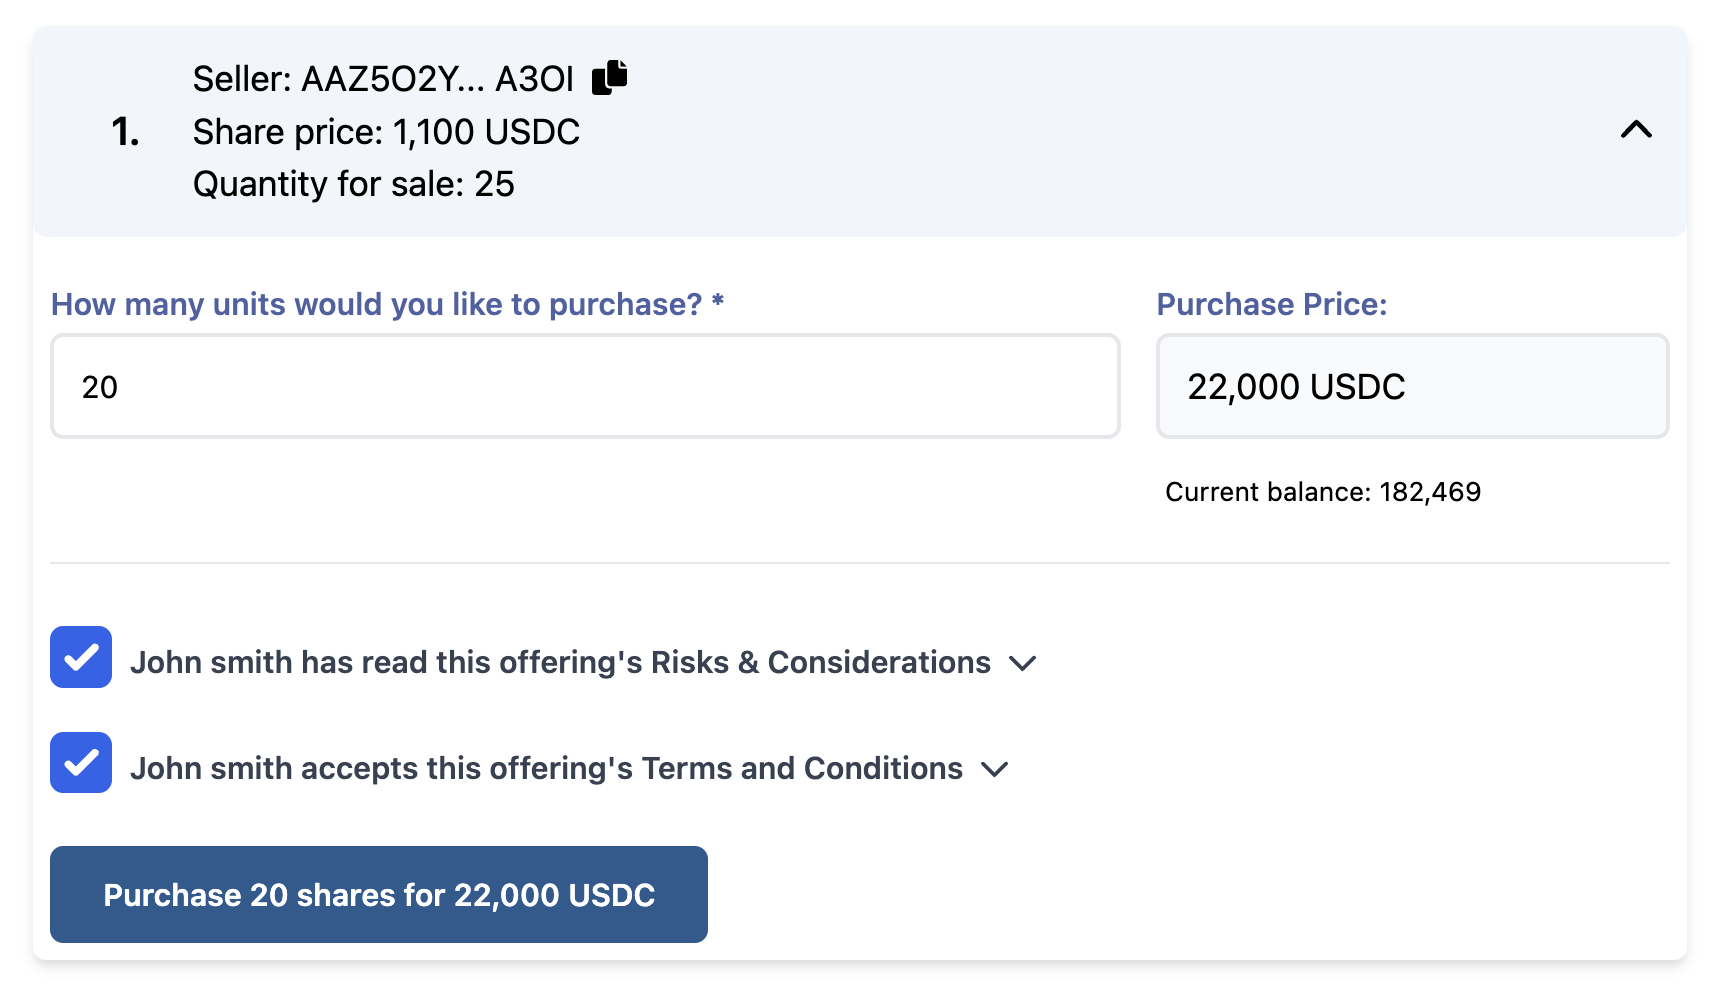 Seller: AAZ5O2Y... A3OI
1.
Share price: 1,100 USDC
Quantity for sale: 25
How many units would you like to purchase? *
Purchase Price:
20
22,000 USDC
Current balance: 182,469
John smith has read this offering's Risks & Considerations
John smith accepts this offering's Terms and Conditions
Purchase 20 shares for 22,000 USDC